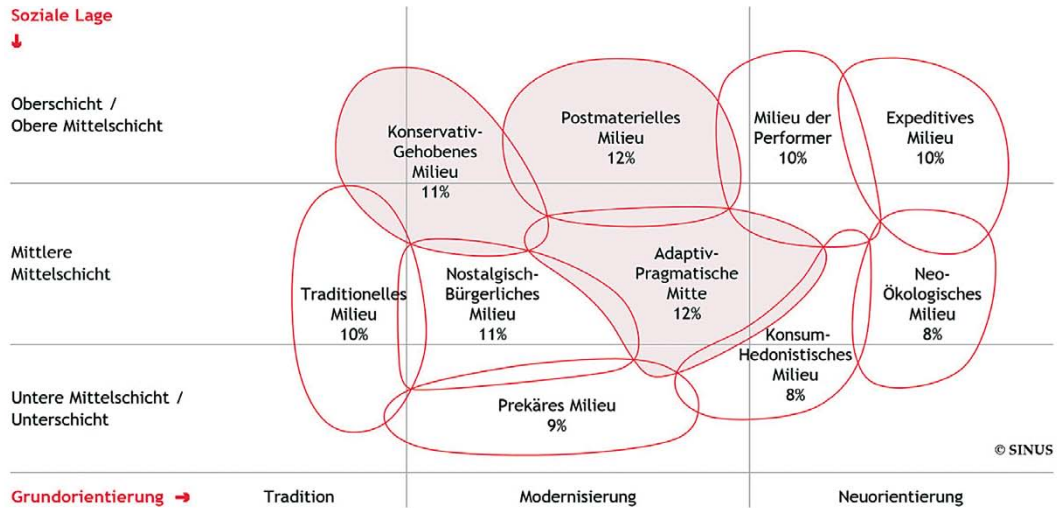 Soziale Lage
↓
Oberschicht /
Obere Mittelschicht
Konservativ-
Gehobenes
Milieu
11%
Postmaterielles
Milieu
12%
Milieu der
Performer
10%
Expeditives
Milieu
10%
Mittlere
Mittelschicht
Traditionelles
Milieu
10%
Nostalgisch-
Bürgerliches
Milieu
11%
Adaptiv-
Pragmatische
Mitte
12%
Neo-
Ökologisches
Milieu
8%
Konsum-
Hedonistisches
Milieu
8%
Untere Mittelschicht /
Unterschicht
Prekäres Milieu
9%
© SINUS
Grundorientierung →
Tradition
Modernisierung
Neuorientierung